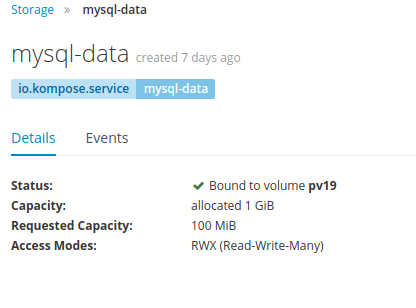 Storage » mysql-data
mysql-data created 7 days ago
io.kompose.service mysql-data
Details Events
Status: Bound to volume pv19
Capacity: allocated 1 GiB
Requested Capacity: 100 MiB
Access Modes: RWX (Read-Write-Many)